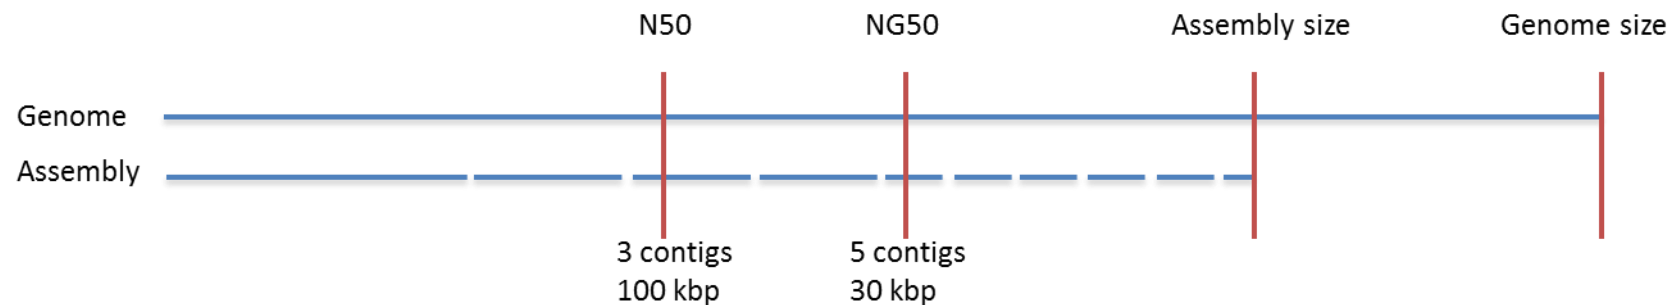 N50 NG50 Assembly size Genome size
Genome
Assembly
3 contigs 5 contigs
100 kbp 30 kbp